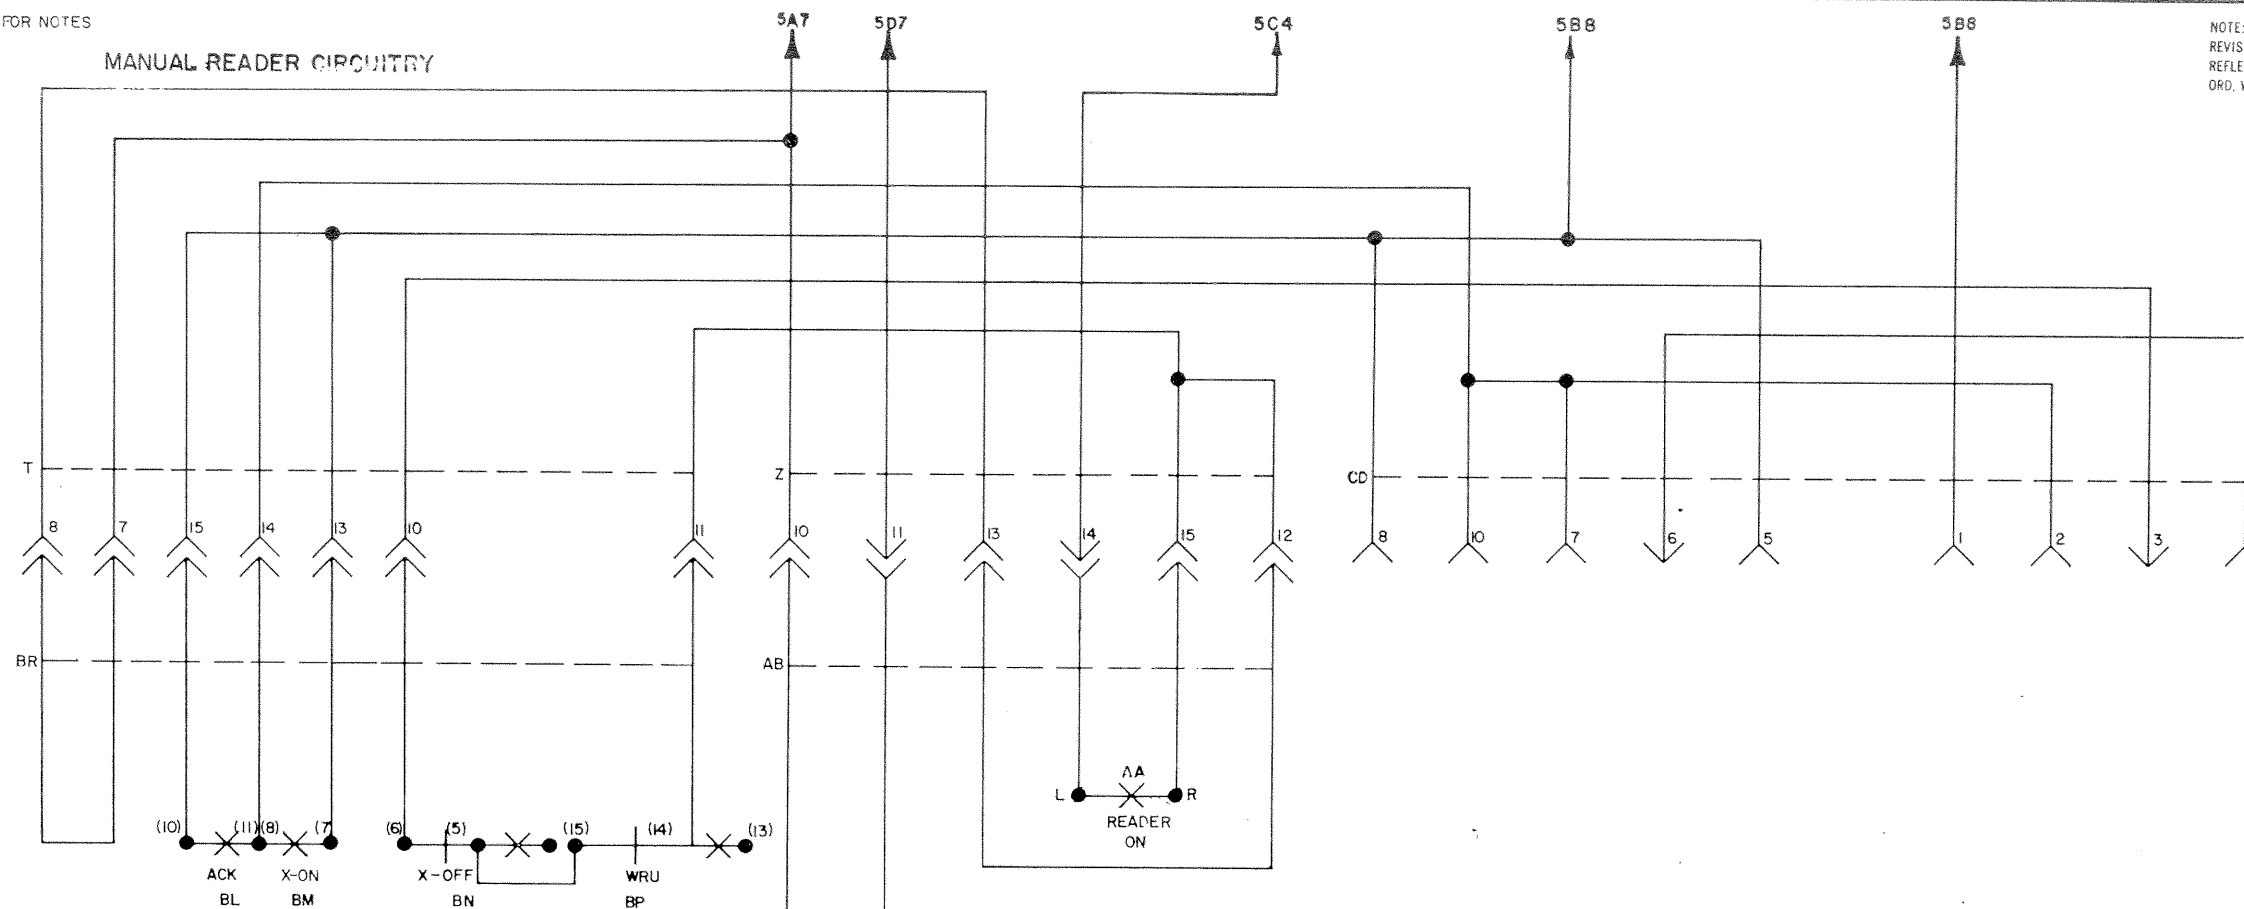 FOR NOTES
5A7 5D7 5C4 5B8 5B8
MANUAL READER CIRCUITRY
T Z CD
8 7 15 14 13 10 11 10 11 13 14 15 12 8 10 7 6 5 1 2 3
BR AB
AA
L R
READER
ON
(10) (11) (8) (7) (6) (5) (15) (14) (13)
ACK X-ON X-OFF WRU
BL BM BN BP